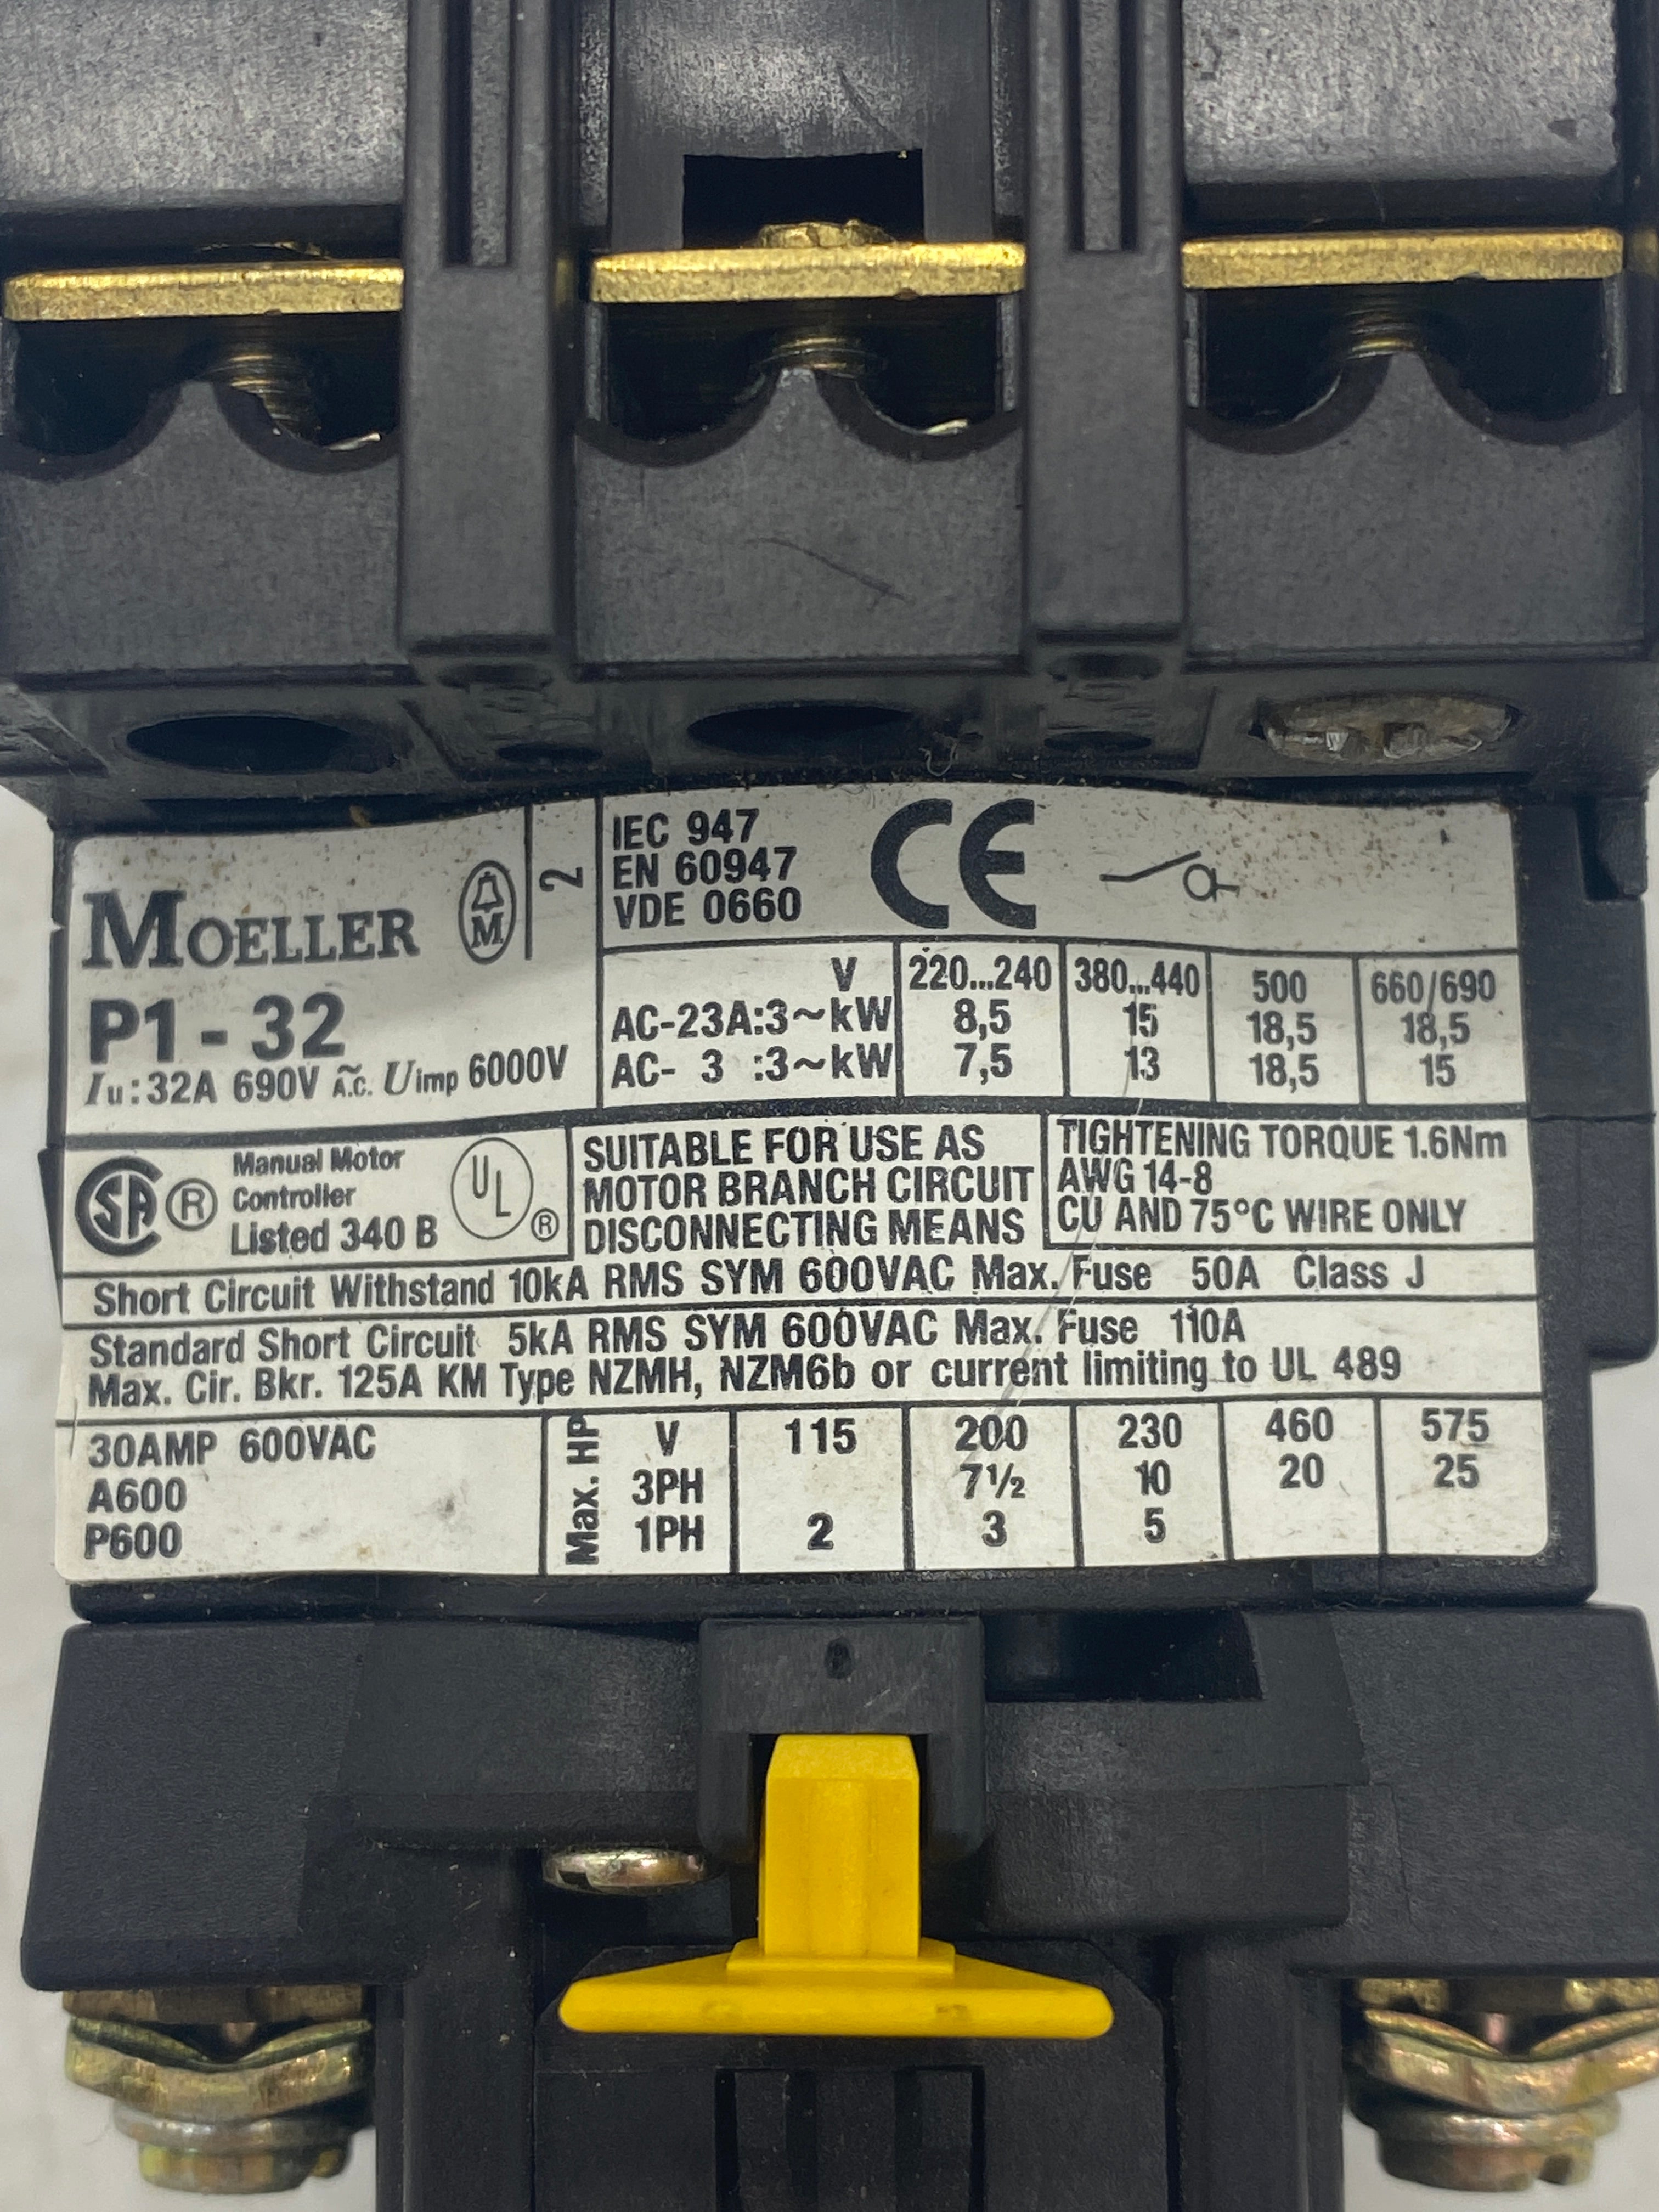 MOELLER
M
2
P1-32
Iu: 32A 690V A.C. Uimp 6000V
IEC 947
EN 60947
VDE 0660
CE
V 220...240 380...440 500 660/690
AC-23A:3~kW 8,5 15 18,5 18,5
AC- 3 :3~kW 7,5 13 18,5 15
SA ®
Manual Motor
Controller
Listed 340 B
UL ®
SUITABLE FOR USE AS
MOTOR BRANCH CIRCUIT
DISCONNECTING MEANS
TIGHTENING TORQUE 1.6Nm
AWG 14-8
CU AND 75°C WIRE ONLY
Short Circuit Withstand 10kA RMS SYM 600VAC Max. Fuse 50A Class J
Standard Short Circuit 5kA RMS SYM 600VAC Max. Fuse 110A
Max. Cir. Bkr. 125A KM Type NZMH, NZM6b or current limiting to UL 489
30AMP 600VAC
A600
P600
Max. HP
V 115 200 230 460 575
3PH 7½ 10 20 25
1PH 2 3 5